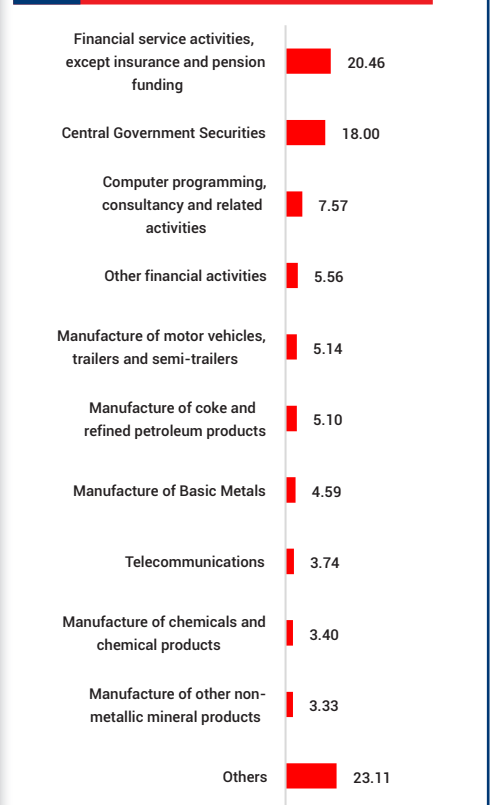 Financial service activities,
except insurance and pension
funding
20.46
Central Government Securities
18.00
Computer programming,
consultancy and related
activities
7.57
Other financial activities
5.56
Manufacture of motor vehicles,
trailers and semi-trailers
5.14
Manufacture of coke and
refined petroleum products
5.10
Manufacture of Basic Metals
4.59
Telecommunications
3.74
Manufacture of chemicals and
chemical products
3.40
Manufacture of other non-
metallic mineral products
3.33
Others
23.11